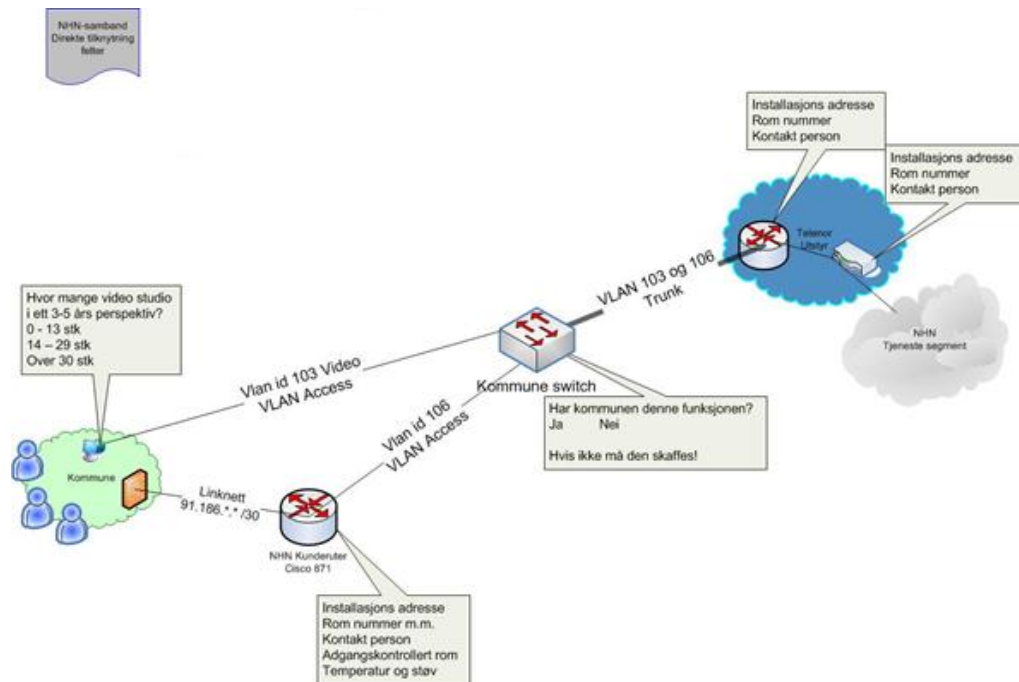 NHN-samband
Direkte tilknytning
felter
Installasjons adresse
Rom nummer
Kontakt person
Installasjons adresse
Rom nummer
Kontakt person
Telenor
Utstyr
VLAN 103 og 106
Trunk
NHN
Tjeneste segment
Hvor mange video studio
i ett 3-5 års perspektiv?
0 - 13 stk
14 – 29 stk
Over 30 stk
Vlan id 103 Video
VLAN Access
Kommune switch
Vlan id 106
VLAN Access
Har kommunen denne funksjonen?
Ja Nei
Hvis ikke må den skaffes!
Kommune
Linknett
91.186.*.* /30
NHN Kunderuter
Cisco 871
Installasjons adresse
Rom nummer m.m.
Kontakt person
Adgangskontrollert rom
Temperatur og støv